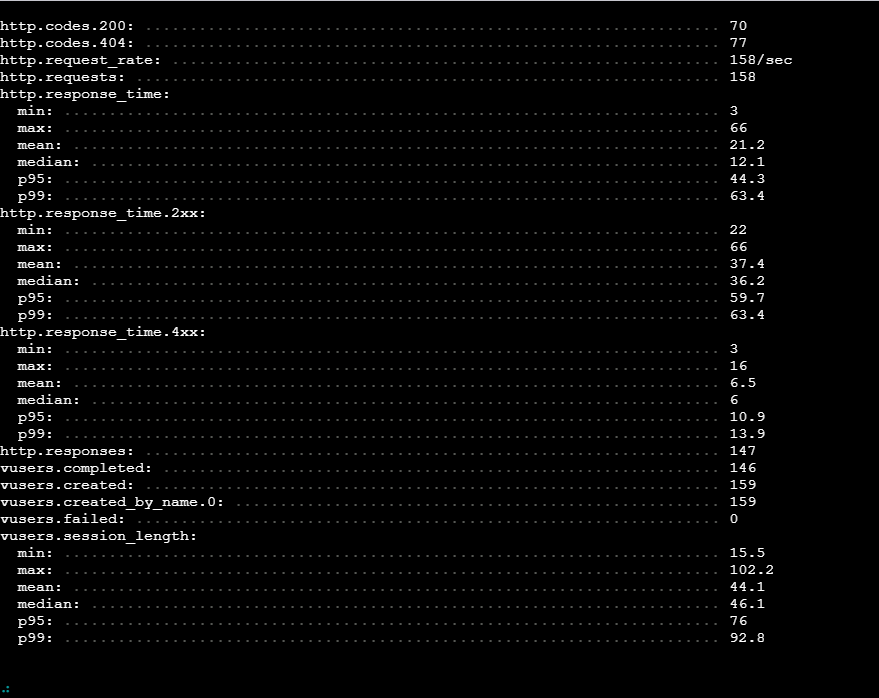 http.codes.200: ................................................................ 70
http.codes.404: ................................................................ 77
http.request_rate: ............................................................. 158/sec
http.requests: ................................................................. 158
http.response_time:
  min: ......................................................................... 3
  max: ......................................................................... 66
  mean: ........................................................................ 21.2
  median: ...................................................................... 12.1
  p95: ......................................................................... 44.3
  p99: ......................................................................... 63.4
http.response_time.2xx:
  min: ......................................................................... 22
  max: ......................................................................... 66
  mean: ........................................................................ 37.4
  median: ...................................................................... 36.2
  p95: ......................................................................... 59.7
  p99: ......................................................................... 63.4
http.response_time.4xx:
  min: ......................................................................... 3
  max: ......................................................................... 16
  mean: ........................................................................ 6.5
  median: ...................................................................... 6
  p95: ......................................................................... 10.9
  p99: ......................................................................... 13.9
http.responses: ................................................................ 147
vusers.completed: .............................................................. 146
vusers.created: ................................................................ 159
vusers.created_by_name.0: ...................................................... 159
vusers.failed: ................................................................. 0
vusers.session_length:
  min: ......................................................................... 15.5
  max: ......................................................................... 102.2
  mean: ........................................................................ 44.1
  median: ...................................................................... 46.1
  p95: ......................................................................... 76
  p99: ......................................................................... 92.8